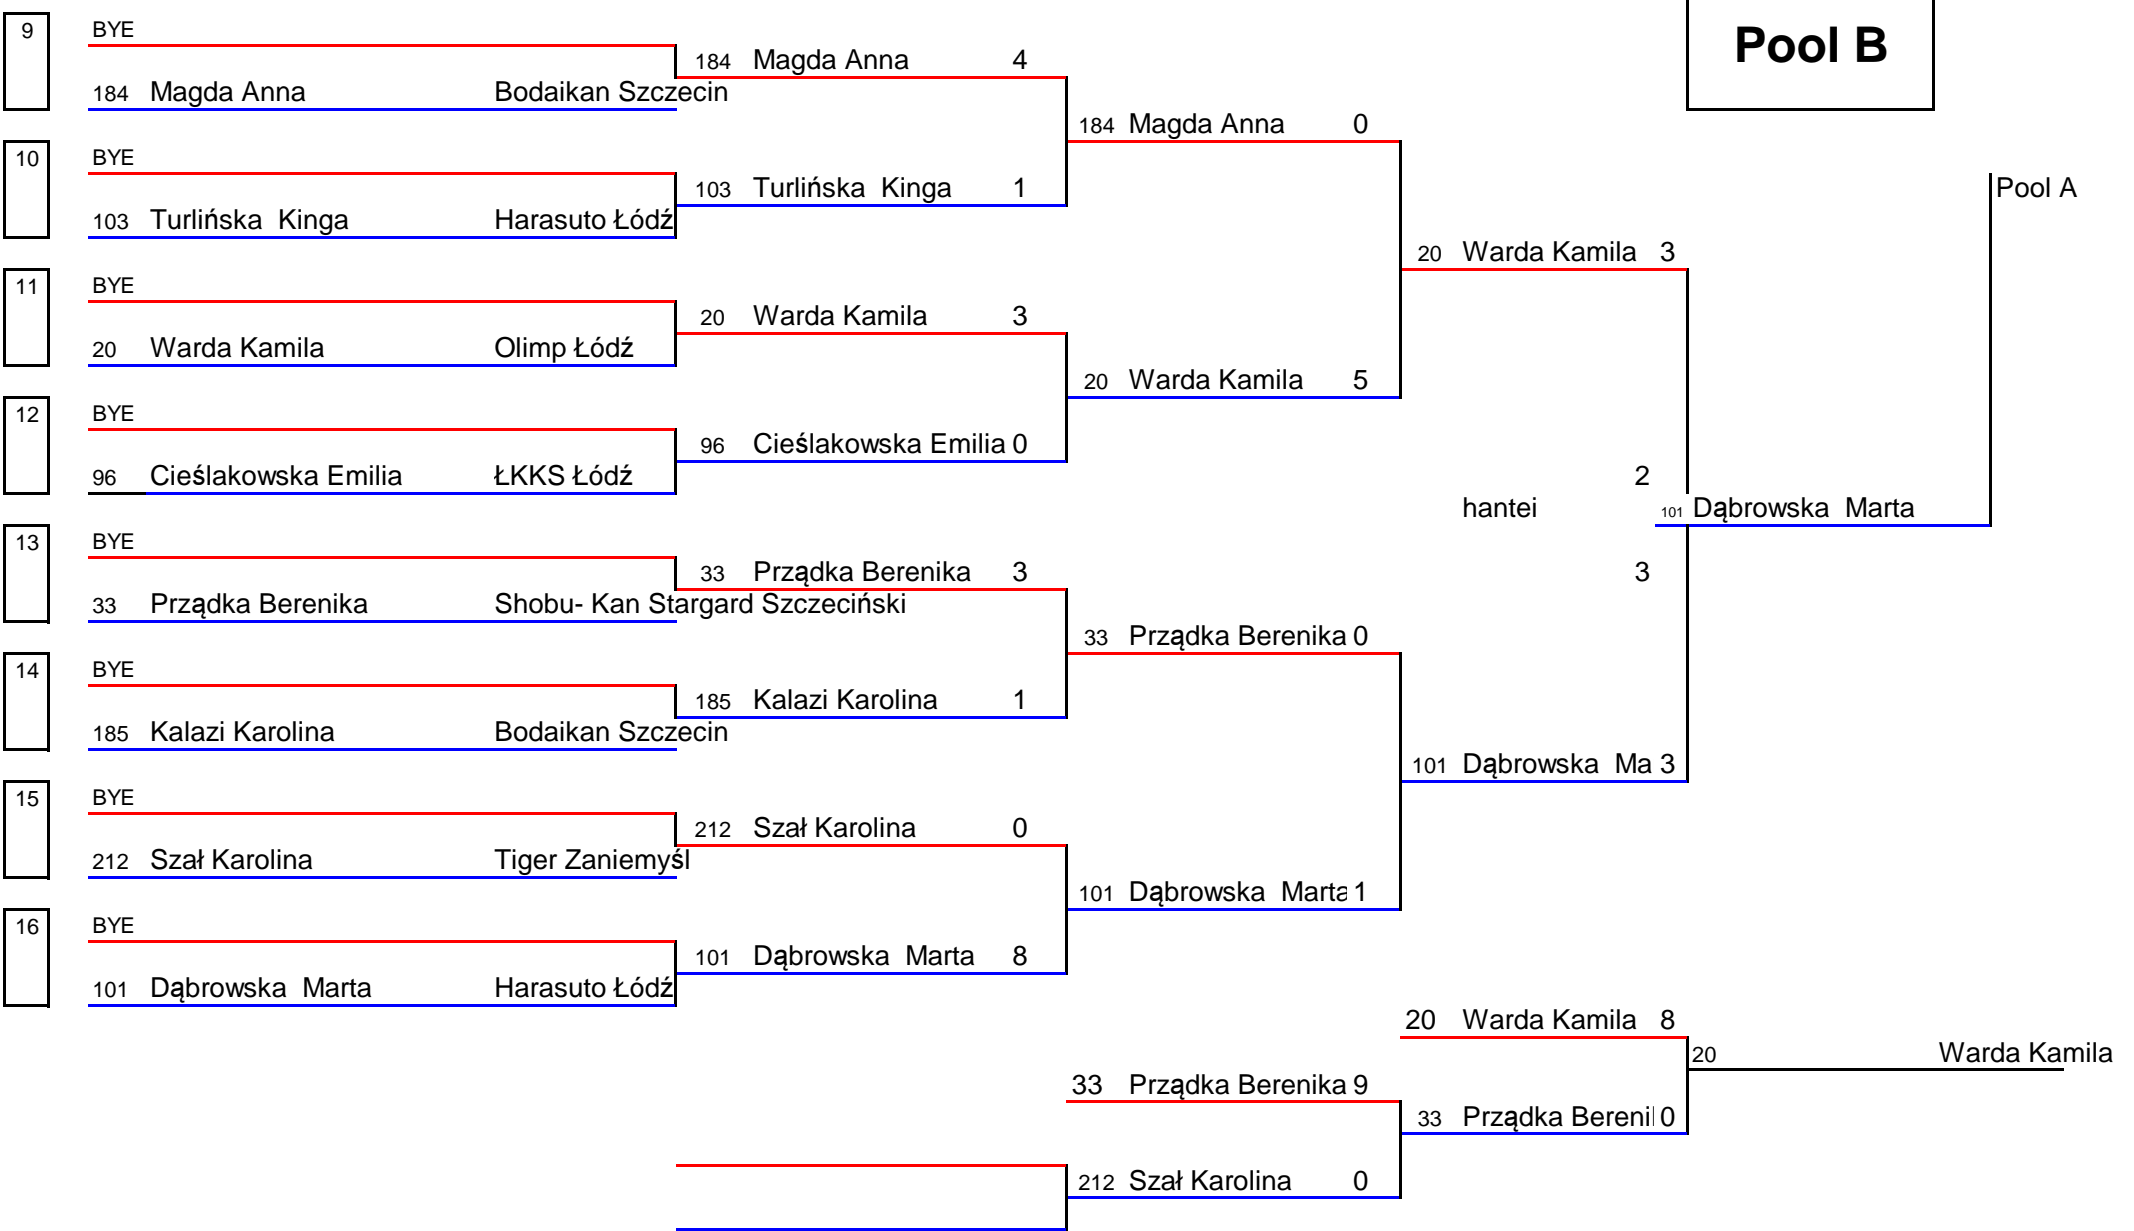 Pool B
9 BYE
184 Magda Anna 4
184 Magda Anna Bodaikan Szczecin
184 Magda Anna 0
10 BYE
103 Turlińska Kinga 1
Pool A
103 Turlińska Kinga Harasuto Łódź
20 Warda Kamila 3
11 BYE
20 Warda Kamila 3
20 Warda Kamila Olimp Łódź
20 Warda Kamila 5
12 BYE
96 Cieślakowska Emilia 0
96 Cieślakowska Emilia ŁKKS Łódź
2
hantei 101 Dąbrowska Marta
13 BYE
33 Prządka Berenika 3
3
33 Prządka Berenika Shobu- Kan Stargard Szczeciński
33 Prządka Berenika 0
14 BYE
185 Kalazi Karolina 1
185 Kalazi Karolina Bodaikan Szczecin
101 Dąbrowska Ma 3
15 BYE
212 Szał Karolina 0
212 Szał Karolina Tiger Zaniemyśl
101 Dąbrowska Marta 1
16 BYE
101 Dąbrowska Marta 8
101 Dąbrowska Marta Harasuto Łódź
20 Warda Kamila 8
20 Warda Kamila
33 Prządka Berenika 9
33 Prządka Bereni 0
212 Szał Karolina 0